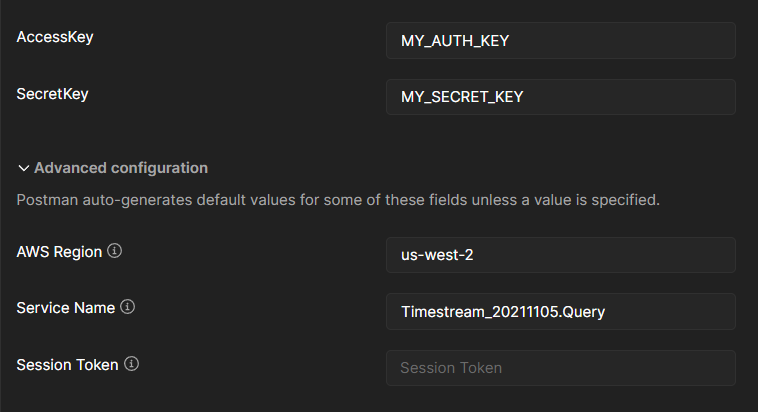 AccessKey MY_AUTH_KEY
SecretKey MY_SECRET_KEY
Advanced configuration
Postman auto-generates default values for some of these fields unless a value is specified.
AWS Region us-west-2
Service Name Timestream_20211105.Query
Session Token Session Token